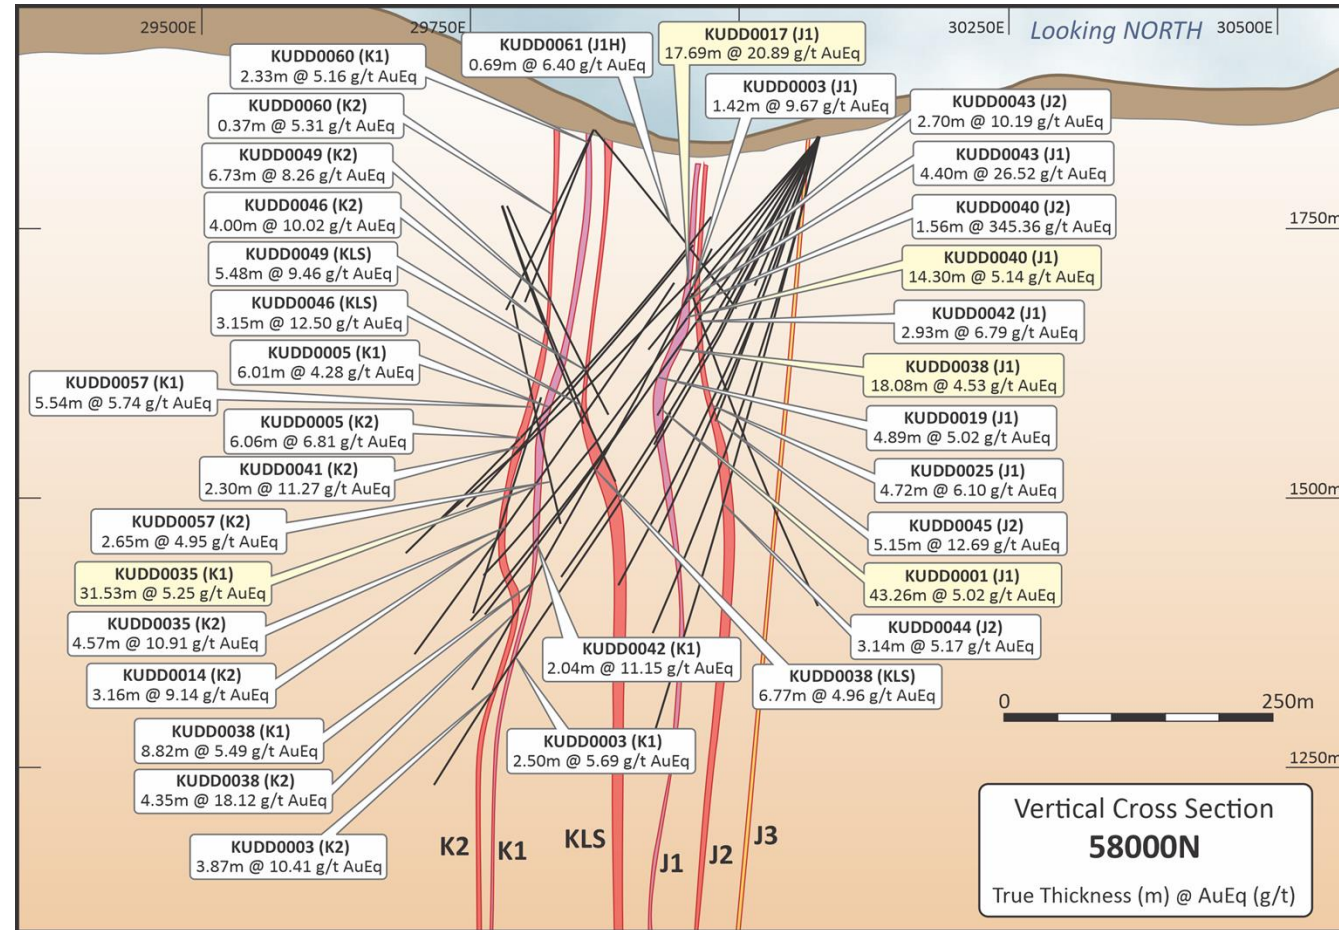 29500E
29750E
30250E
Looking NORTH
30500E
KUDD0060 (K1)
2.33m @ 5.16 g/t AuEq
KUDD0061 (J1H)
0.69m @ 6.40 g/t AuEq
KUDD0017 (J1)
17.69m @ 20.89 g/t AuEq
KUDD0003 (J1)
1.42m @ 9.67 g/t AuEq
KUDD0060 (K2)
0.37m @ 5.31 g/t AuEq
KUDD0043 (J2)
2.70m @ 10.19 g/t AuEq
KUDD0049 (K2)
6.73m @ 8.26 g/t AuEq
KUDD0043 (J1)
4.40m @ 26.52 g/t AuEq
KUDD0046 (K2)
4.00m @ 10.02 g/t AuEq
KUDD0040 (J2)
1.56m @ 345.36 g/t AuEq
1750m
KUDD0049 (KLS)
5.48m @ 9.46 g/t AuEq
KUDD0040 (J1)
14.30m @ 5.14 g/t AuEq
KUDD0046 (KLS)
3.15m @ 12.50 g/t AuEq
KUDD0042 (J1)
2.93m @ 6.79 g/t AuEq
KUDD0005 (K1)
6.01m @ 4.28 g/t AuEq
KUDD0038 (J1)
18.08m @ 4.53 g/t AuEq
KUDD0057 (K1)
5.54m @ 5.74 g/t AuEq
KUDD0019 (J1)
4.89m @ 5.02 g/t AuEq
KUDD0005 (K2)
6.06m @ 6.81 g/t AuEq
KUDD0041 (K2)
2.30m @ 11.27 g/t AuEq
KUDD0025 (J1)
4.72m @ 6.10 g/t AuEq
1500m
KUDD0057 (K2)
2.65m @ 4.95 g/t AuEq
KUDD0045 (J2)
5.15m @ 12.69 g/t AuEq
KUDD0035 (K1)
31.53m @ 5.25 g/t AuEq
KUDD0001 (J1)
43.26m @ 5.02 g/t AuEq
KUDD0035 (K2)
4.57m @ 10.91 g/t AuEq
KUDD0044 (J2)
3.14m @ 5.17 g/t AuEq
KUDD0042 (K1)
2.04m @ 11.15 g/t AuEq
KUDD0014 (K2)
3.16m @ 9.14 g/t AuEq
KUDD0038 (KLS)
6.77m @ 4.96 g/t AuEq
0
250m
KUDD0038 (K1)
8.82m @ 5.49 g/t AuEq
KUDD0003 (K1)
2.50m @ 5.69 g/t AuEq
1250m
KUDD0038 (K2)
4.35m @ 18.12 g/t AuEq
KUDD0003 (K2)
3.87m @ 10.41 g/t AuEq
K2
K1
KLS
J1
J2
J3
Vertical Cross Section
58000N
True Thickness (m) @ AuEq (g/t)